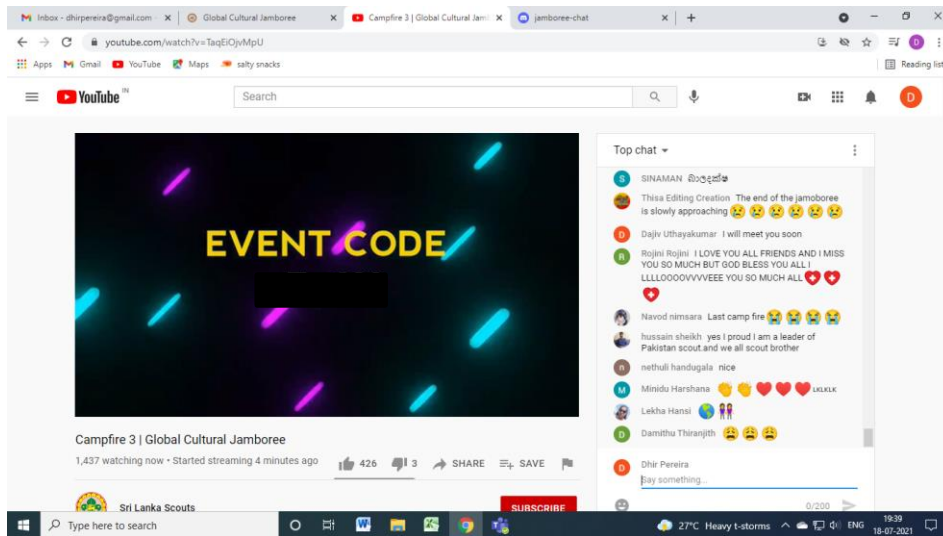 Inbox - dhirpereira@gmail.com
Global Cultural Jamboree
Campfire 3 | Global Cultural Jam
jamboree-chat
youtube.com/watch?v=TaqEiOjvMpU
Apps Gmail YouTube Maps salty snacks Reading list
YouTube IN
Search
D
EVENT CODE
Campfire 3 | Global Cultural Jamboree
1,437 watching now • Started streaming 4 minutes ago
426 3 SHARE SAVE
Sri Lanka Scouts
SUBSCRIBE
Top chat
SINAMAN බාලදක්ෂ
Thisa Editing Creation The end of the jamoboree
is slowly approaching
Dajiv Uthayakumar I will meet you soon
Rojini Rojini I LOVE YOU ALL FRIENDS AND I MISS
YOU SO MUCH BUT GOD BLESS YOU ALL I
LLLLOOOOVVVVEEE YOU SO MUCH ALL
Navod nimsara Last camp fire
hussain sheikh yes I proud I am a leader of
Pakistan scout.and we all scout brother
nethuli handugala nice
Minidu Harshana LKLKLK
Lekha Hansi
Damithu Thiranjith
Dhir Pereira
Say something...
0/200
Type here to search
27°C Heavy t-storms ENG
19:39
18-07-2021